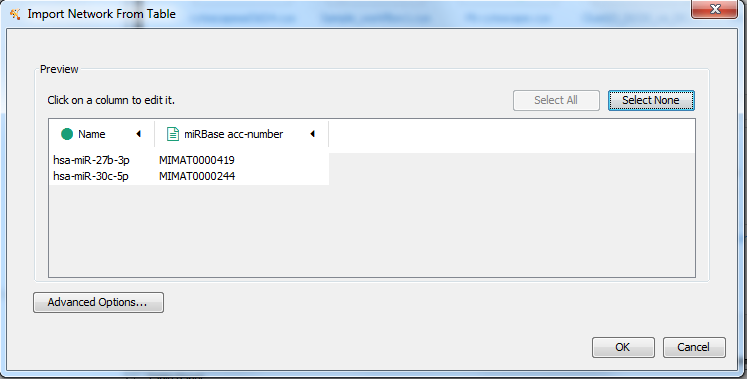 Import Network From Table
Preview
Click on a column to edit it.
Select All
Select None
Name
miRBase acc-number
hsa-miR-27b-3p MIMAT0000419
hsa-miR-30c-5p MIMAT0000244
Advanced Options...
OK
Cancel